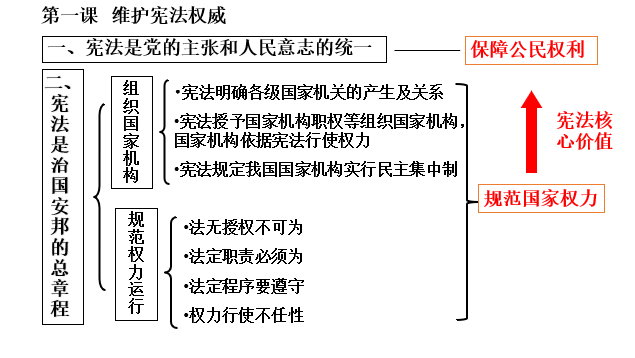 第一课 维护宪法权威
一、宪法是党的主张和人民意志的统一
保障公民权利
二、宪法是治国安邦的总章程
组织国家机构
•宪法明确各级国家机关的产生及关系
•宪法授予国家机构职权等组织国家机构，
国家机构依据宪法行使权力
•宪法规定我国国家机构实行民主集中制
规范权力运行
•法无授权不可为
•法定职责必须为
•法定程序要遵守
•权力行使不任性
宪法核
心价值
规范国家权力